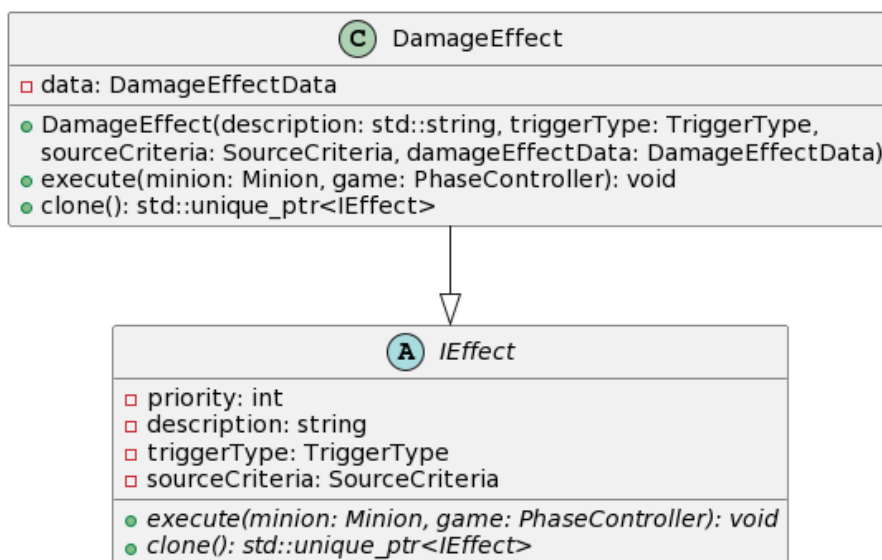 C DamageEffect
data: DamageEffectData
DamageEffect(description: std::string, triggerType: TriggerType,
sourceCriteria: SourceCriteria, damageEffectData: DamageEffectData)
execute(minion: Minion, game: PhaseController): void
clone(): std::unique_ptr<IEffect>
A IEffect
priority: int
description: string
triggerType: TriggerType
sourceCriteria: SourceCriteria
execute(minion: Minion, game: PhaseController): void
clone(): std::unique_ptr<IEffect>